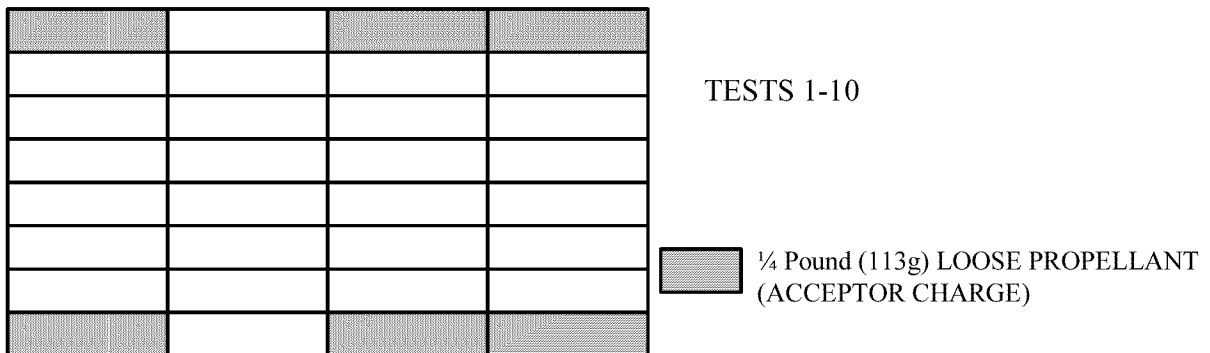 TESTS 1-10
¼ Pound (113g) LOOSE PROPELLANT
(ACCEPTOR CHARGE)